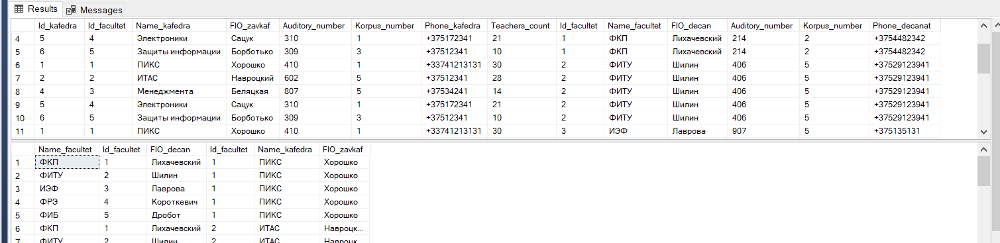 Results Messages
Id_kafedra Id_facultet Name_kafedra FIO_zavkaf Auditory_number Korpus_number Phone_kafedra Teachers_count Id_facultet Name_facultet FIO_decan Auditory_number Korpus_number Phone_decanat
4 5 4 Электроники Сацук 310 1 +375172341 21 1 ФКП Лихачевский 214 2 +3754482342
5 6 5 Защиты информации Борботько 309 3 +37512341 10 1 ФКП Лихачевский 214 2 +3754482342
6 1 1 ПИКС Хорошко 410 1 +33741213131 30 2 ФИТУ Шилин 406 5 +37529123941
7 2 2 ИТАС Навроцкий 602 5 +37512341 28 2 ФИТУ Шилин 406 5 +37529123941
8 4 3 Менеджмента Беляцкая 807 5 +37534241 14 2 ФИТУ Шилин 406 5 +37529123941
9 5 4 Электроники Сацук 310 1 +375172341 21 2 ФИТУ Шилин 406 5 +37529123941
10 6 5 Защиты информации Борботько 309 3 +37512341 10 2 ФИТУ Шилин 406 5 +37529123941
11 1 1 ПИКС Хорошко 410 1 +33741213131 30 3 ИЭФ Лаврова 907 5 +375135131
Name_facultet Id_facultet FIO_decan Id_facultet Name_kafedra FIO_zavkaf
1 ФКП 1 Лихачевский 1 ПИКС Хорошко
2 ФИТУ 2 Шилин 1 ПИКС Хорошко
3 ИЭФ 3 Лаврова 1 ПИКС Хорошко
4 ФРЭ 4 Короткевич 1 ПИКС Хорошко
5 ФИБ 5 Дробот 1 ПИКС Хорошко
6 ФКП 1 Лихачевский 2 ИТАС Навроцк...
7 ФИТУ 2 Шилин 2 ИТАС Навроцк...